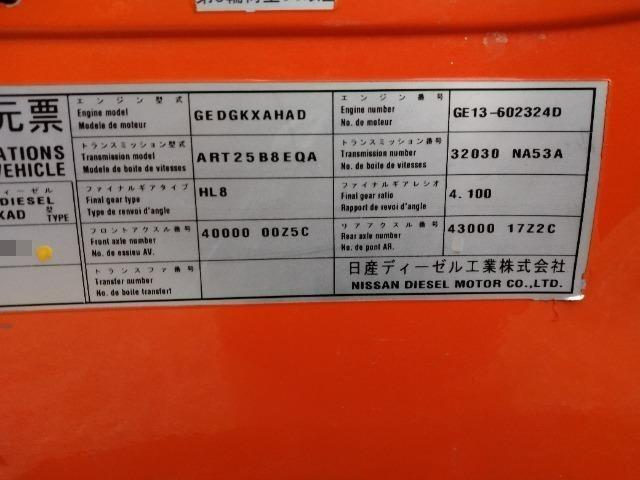 元票
ATIONS
VEHICLE
ィーゼル
DIESEL
KAD 型 TYPE
エンジン型式
Engine model
Modele de moteur
GEDGKXAHAD
エンジン番号
Engine number
No. de moteur
GE13-602324D
トランスミッション型式
Transmission model
Modele de boite de vitesses
ART25B8EQA
トランスミッション番号
Transmission number
No. de boite de vitesses
32030 NA53A
ファイナルギアタイプ
Final gear type
Type de renvoi d'angle
HL8
ファイナルギアレシオ
Final gear ratio
Rapport de renvoi d'angle
4.100
フロントアクスル番号
Front axle number
No. de essieu AV.
40000 00Z5C
リアアクスル番号
Rear axle number
No. de pont AR.
43000 17Z2C
トランスファ番号
Transfer number
No. de boite transfert
日産ディーゼル工業株式会社
NISSAN DIESEL MOTOR CO.,LTD.